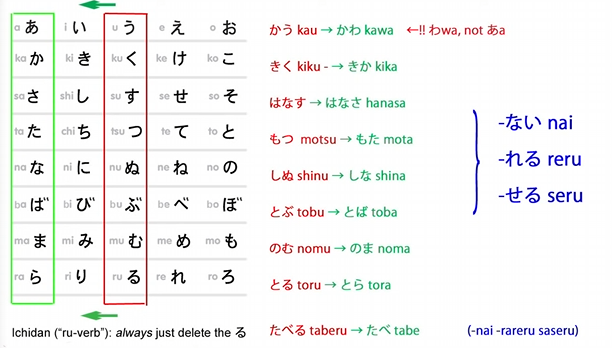 a あ i い u う e え o お かう kau → かわ kawa ←!! わwa, not あa
ka か ki き ku く ke け ko こ きく kiku - → きか kika
sa さ shi し su す se せ so そ はなす → はなさ hanasa
-ない nai
ta た chi ち tsu つ te て to と もつ motsu → もた mota
-れる reru
na な ni に nu ぬ ne ね no の しぬ shinu → しな shina
-せる seru
ba ば bi び bu ぶ be べ bo ぼ とぶ tobu → とば toba
ma ま mi み mu む me め mo も のむ nomu → のま noma
ra ら ri り ru る re れ ro ろ とる toru → とら tora
Ichidan ("ru-verb"): always just delete the る たべる taberu → たべ tabe (-nai -rareru saseru)